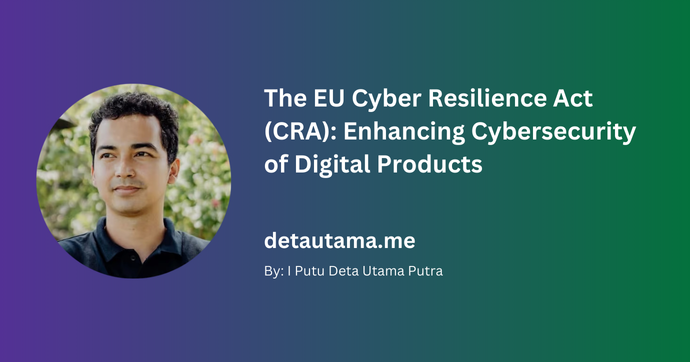 The EU Cyber Resilience Act
(CRA): Enhancing Cybersecurity
of Digital Products
detautama.me
By: I Putu Deta Utama Putra